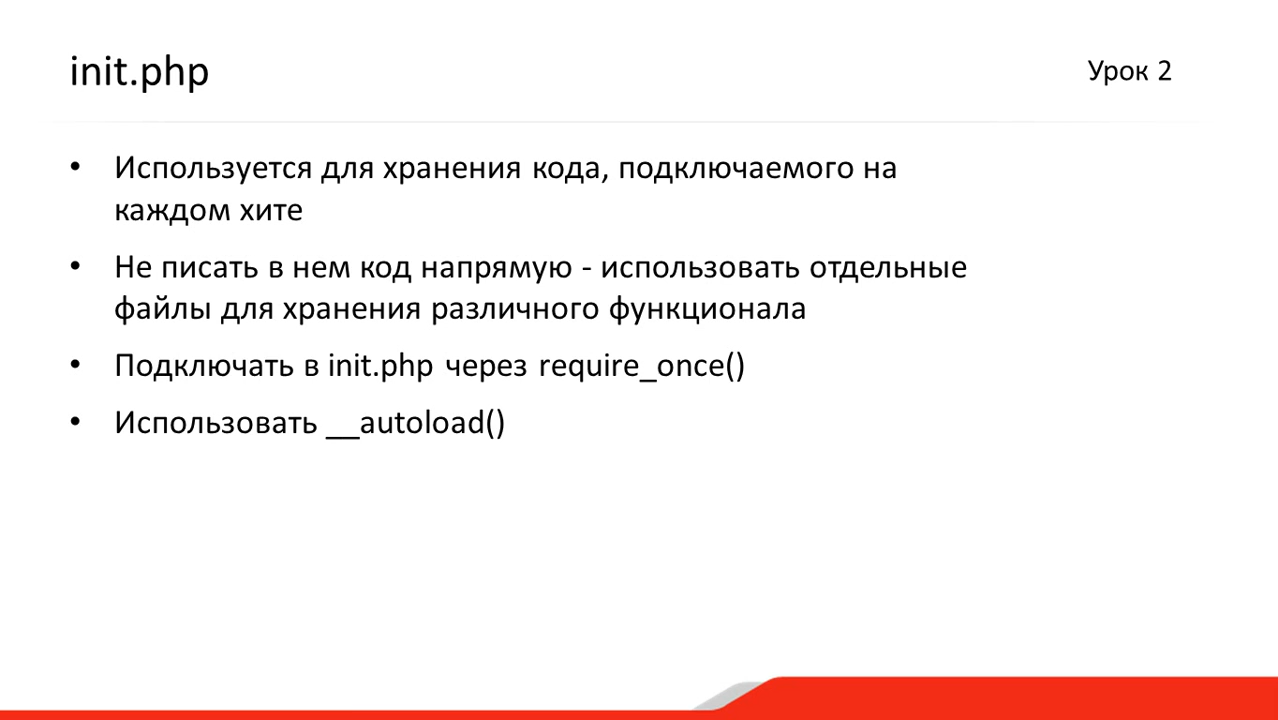 init.php
Урок 2
• Используется для хранения кода, подключаемого на
каждом хите
• Не писать в нем код напрямую - использовать отдельные
файлы для хранения различного функционала
• Подключать в init.php через require_once()
• Использовать __autoload()